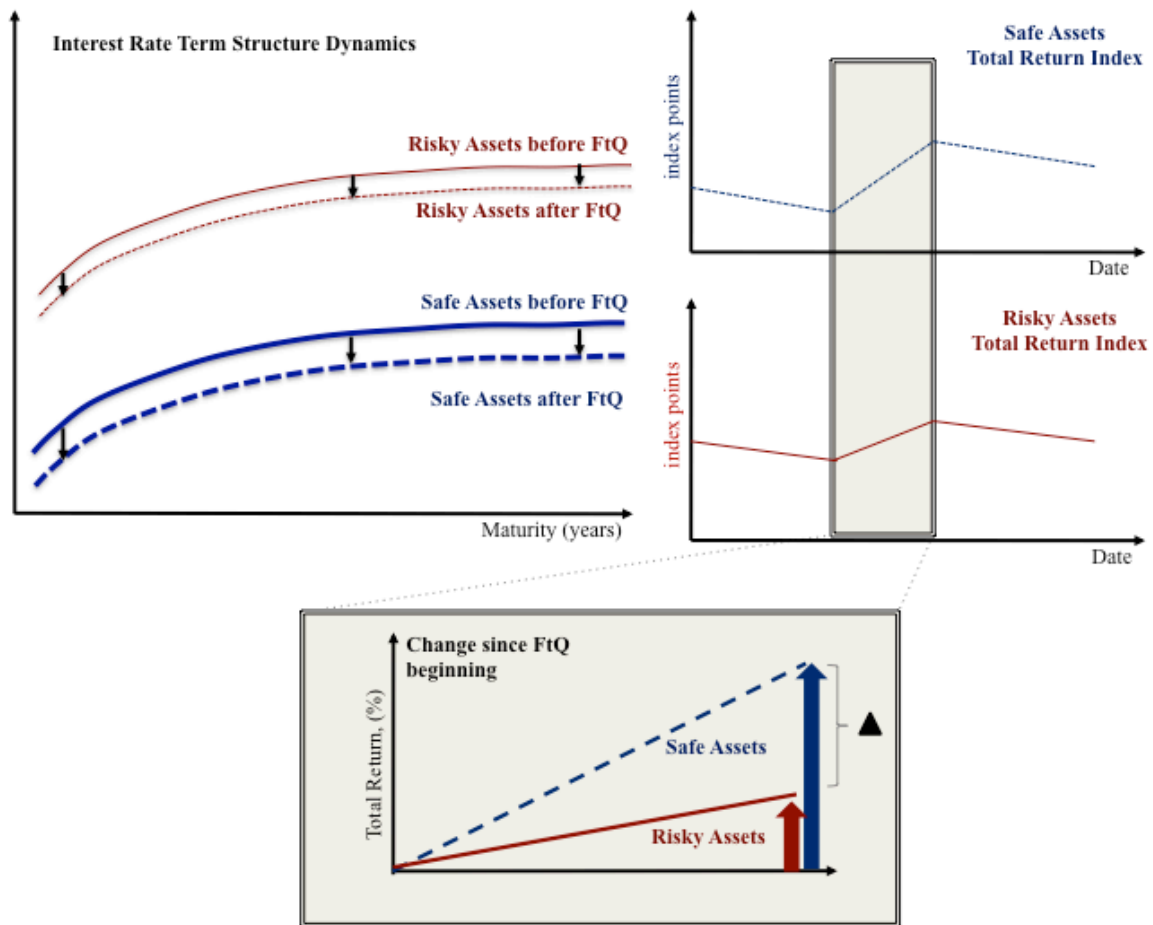 Interest Rate Term Structure Dynamics
Risky Assets before FtQ
Risky Assets after FtQ
Safe Assets before FtQ
Safe Assets after FtQ
Maturity (years)
Safe Assets
Total Return Index
index points
Date
Risky Assets
Total Return Index
index points
Date
Change since FtQ
beginning
Total Return, (%)
Safe Assets
Risky Assets